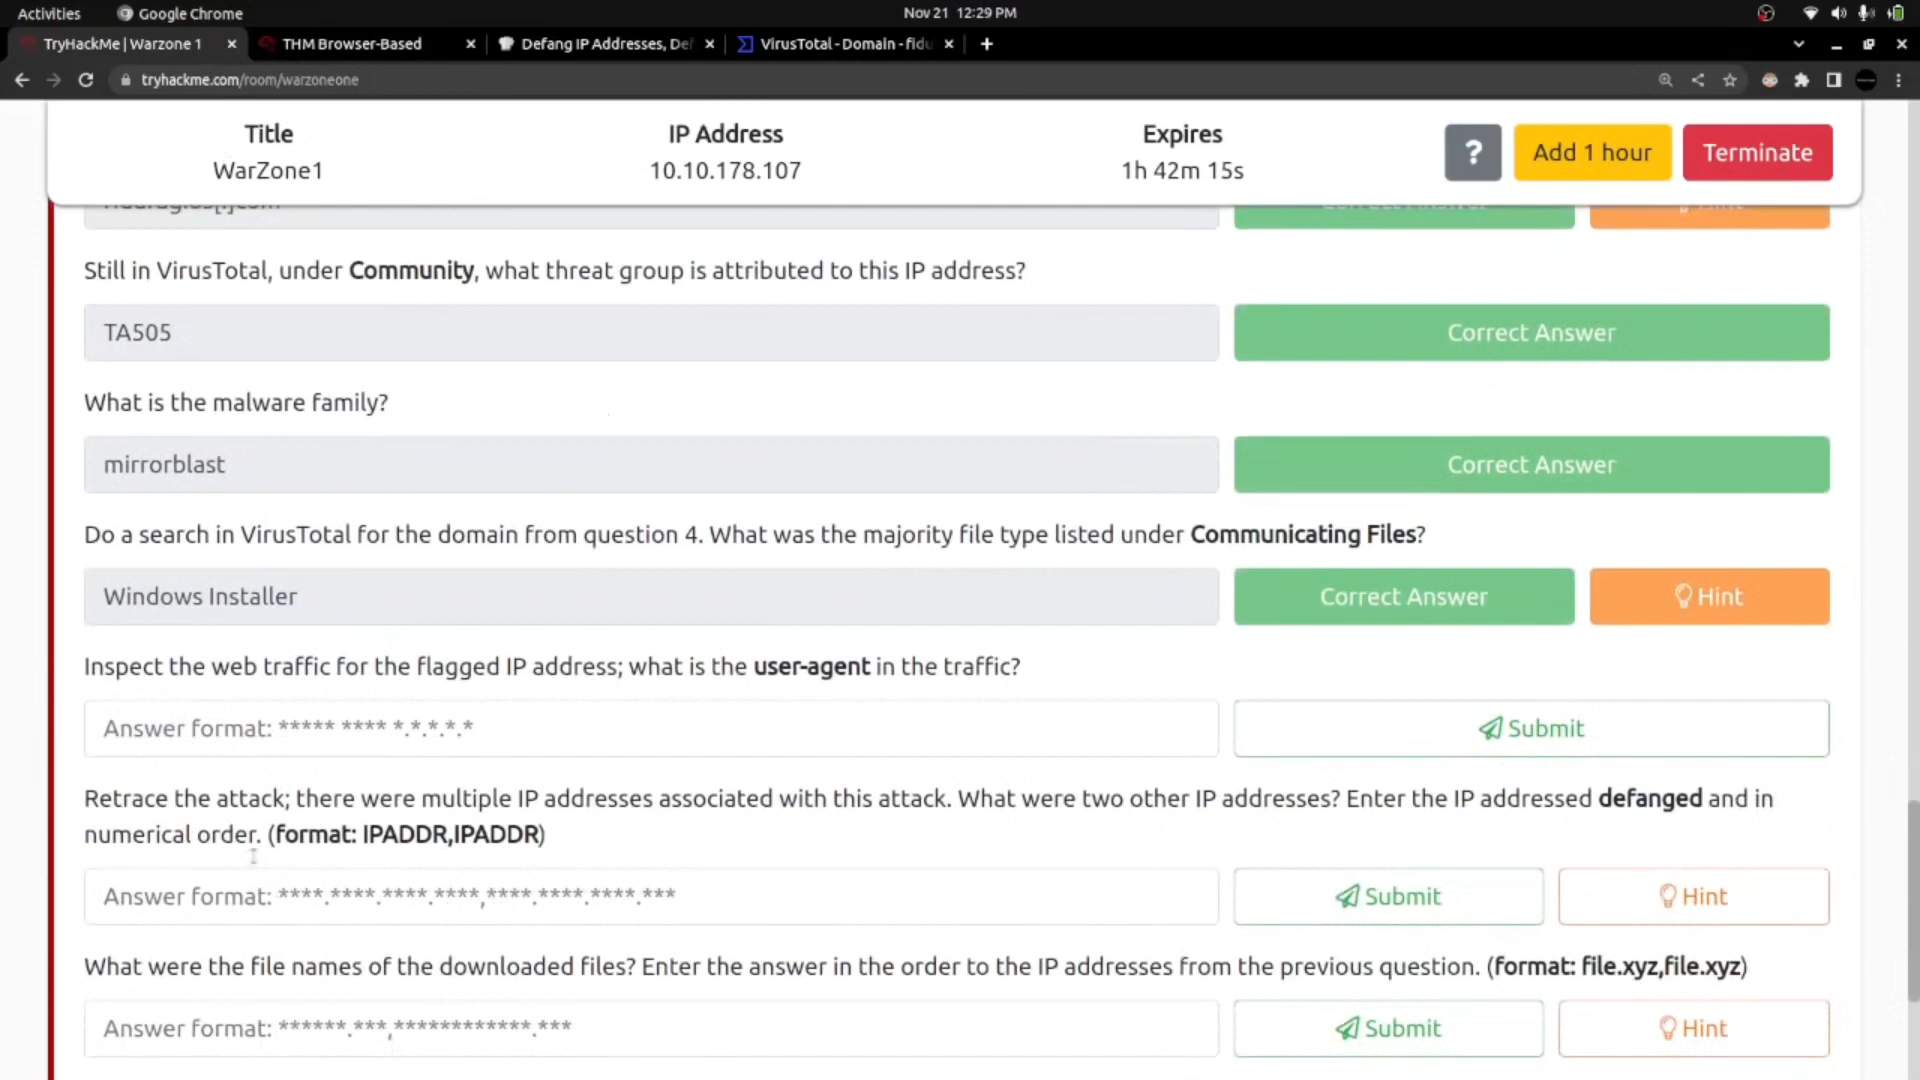 Activities
Google Chrome
Nov 21 12:29 PM
TryHackMe | Warzone 1
THM Browser-Based
Defang IP Addresses, Def
VirusTotal - Domain - fidu
tryhackme.com/room/warzoneone
Title
IP Address
Expires
WarZone1
10.10.178.107
1h 42m 15s
?
Add 1 hour
Terminate
Still in VirusTotal, under Community, what threat group is attributed to this IP address?
TA505
Correct Answer
What is the malware family?
mirrorblast
Correct Answer
Do a search in VirusTotal for the domain from question 4. What was the majority file type listed under Communicating Files?
Windows Installer
Correct Answer
Hint
Inspect the web traffic for the flagged IP address; what is the user-agent in the traffic?
Answer format: ***** **** *.*.*.*.*
Submit
Retrace the attack; there were multiple IP addresses associated with this attack. What were two other IP addresses? Enter the IP addressed defanged and in
numerical order. (format: IPADDR,IPADDR)
Answer format: ****.****.****.****,****.****.****.***
Submit
Hint
What were the file names of the downloaded files? Enter the answer in the order to the IP addresses from the previous question. (format: file.xyz,file.xyz)
Answer format: ******.***,************.***
Submit
Hint